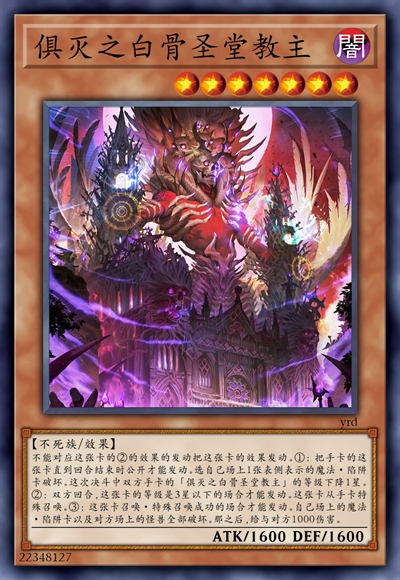 俱灭之白骨圣堂教主
闇
yrd
【不死族/效果】
不能对应这张卡的②的效果的发动把这张卡的效果发动。①:把手卡的这
张卡直到回合结束时公开才能发动。选自己场上1张表侧表示的魔法·陷阱
卡破坏。这次决斗中双方手卡的「俱灭之白骨圣堂教主」的等级下降1星。
②:双方回合,这张卡的等级是3星以下的场合才能发动。这张卡从手卡特
殊召唤。③:这张卡召唤·特殊召唤成功的场合才能发动。自己场上的魔法
·陷阱卡以及对方场上的怪兽全部破坏。那之后,给与对方1000伤害。
ATK/1600 DEF/1600
22348127